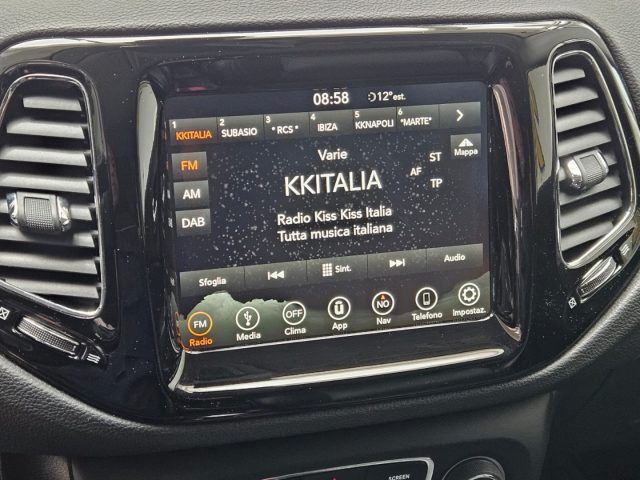 08:58 12°est.
1 KKITALIA 2 SUBASIO 3 * RCS * 4 IBIZA 5 KKNAPOLI 6 *MARTE*
FM Varie ST Mappa
AM KKITALIA AF TP
DAB Radio Kiss Kiss Italia
Tutta musica italiana
Sfoglia Sint. Audio
FM OFF NO
Radio Media Clima App Nav Telefono Impostaz.
SCREEN